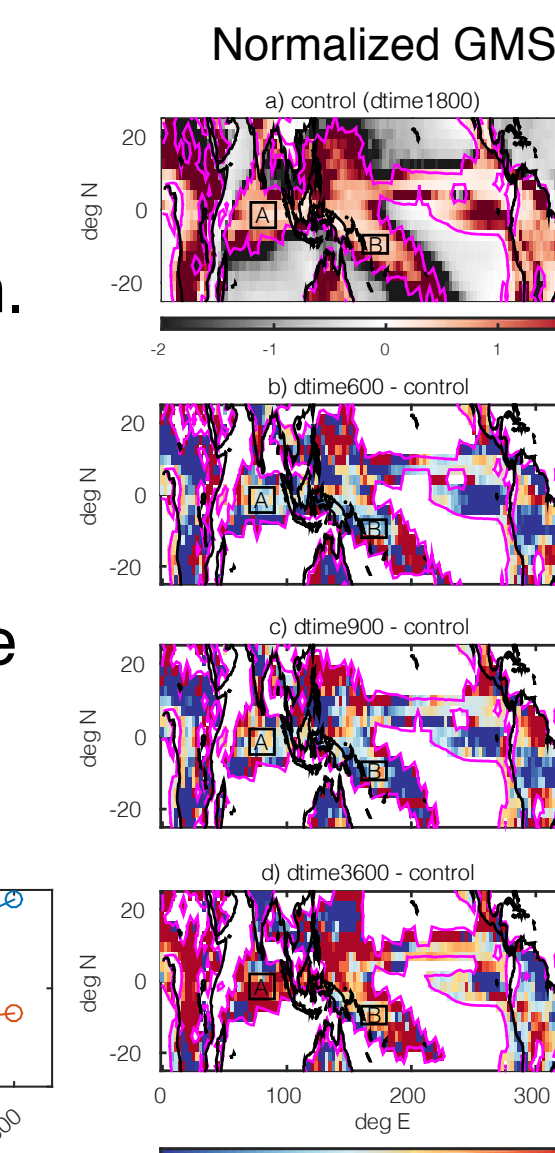 Normalized GMS
a) control (dtime1800)
20
0
-20
deg N
A
B
-2 -1 0 1
b) dtime600 - control
20
0
-20
deg N
A
B
c) dtime900 - control
20
0
-20
deg N
A
B
d) dtime3600 - control
20
0
-20
deg N
A
B
0 100 200 300
deg E